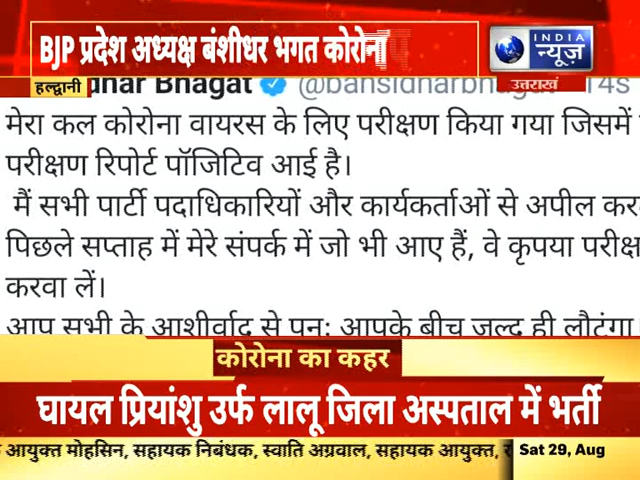 BJP प्रदेश अध्यक्ष बंशीधर भगत कोरोना
INDIA
न्यूज़
उत्तराखंड
हल्द्वानी
dhar Bhagat @bansidharbhagat 14s
मेरा कल कोरोना वायरस के लिए परीक्षण किया गया जिसमें
परीक्षण रिपोर्ट पॉजिटिव आई है।
मैं सभी पार्टी पदाधिकारियों और कार्यकर्ताओं से अपील कर
पिछले सप्ताह में मेरे संपर्क में जो भी आए हैं, वे कृपया परीक्ष
करवा लें।
आप सभी के आशीर्वाद से पुन: आपके बीच जल्द ही लौटूंगा।
कोरोना का कहर
घायल प्रियांशु उर्फ लालू जिला अस्पताल में भर्ती
आयुक्त मोहसिन, सहायक निबंधक, स्वाति अग्रवाल, सहायक आयुक्त,
Sat 29, Aug